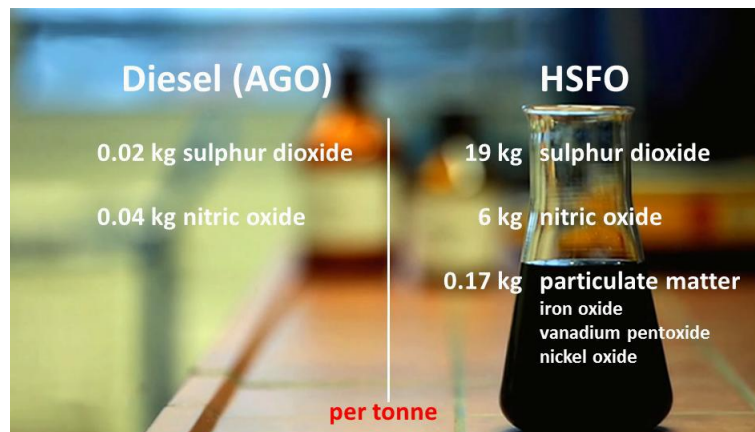 Diesel (AGO)
0.02 kg sulphur dioxide
0.04 kg nitric oxide
HSFO
19 kg sulphur dioxide
6 kg nitric oxide
0.17 kg particulate matter
iron oxide
vanadium pentoxide
nickel oxide
per tonne